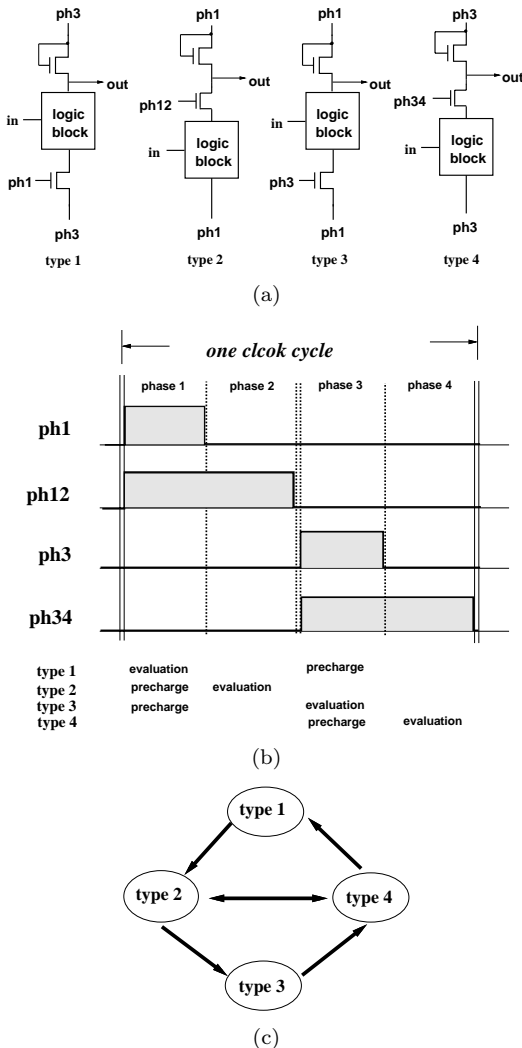 ph3 ph1 ph1 ph3
out out out out
ph12 ph34
in logic block in logic block in logic block in logic block
ph1 ph3
ph3 ph1 ph1 ph3
type 1 type 2 type 3 type 4
(a)
one clcok cycle
phase 1 phase 2 phase 3 phase 4
ph1
ph12
ph3
ph34
type 1 evaluation precharge
type 2 precharge evaluation
type 3 precharge evaluation
type 4 precharge evaluation
(b)
type 1
type 2 type 4
type 3
(c)